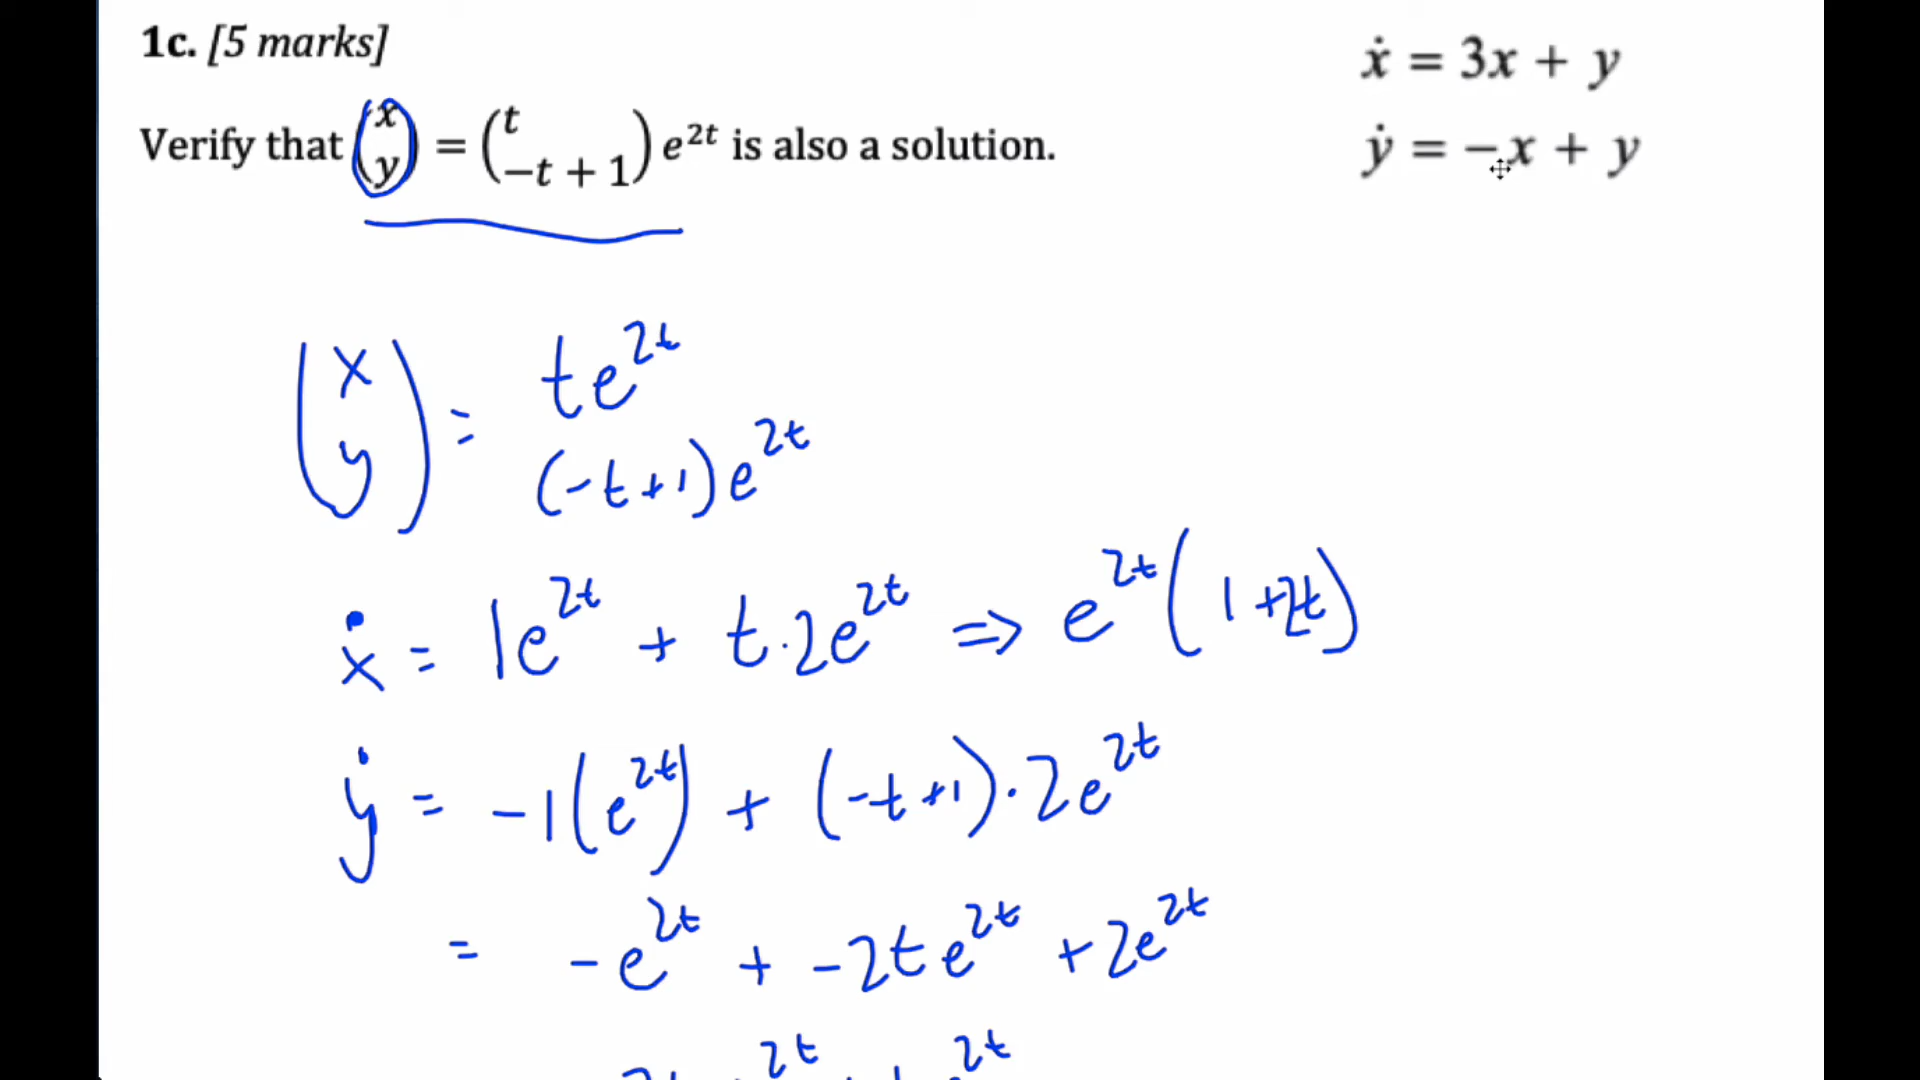 1c. [5 marks]
ẋ = 3x + y
Verify that (x y) = (t −t + 1) e^{2t} is also a solution.
ẏ = −x + y
(x y) = te^{2t}
(-t+1)e^{2t}
ẋ = 1e^{2t} + t·2e^{2t} ⇒ e^{2t}(1+2t)
ẏ = -1(e^{2t}) + (-t+1)·2e^{2t}
= -e^{2t} + -2te^{2t} +2e^{2t}